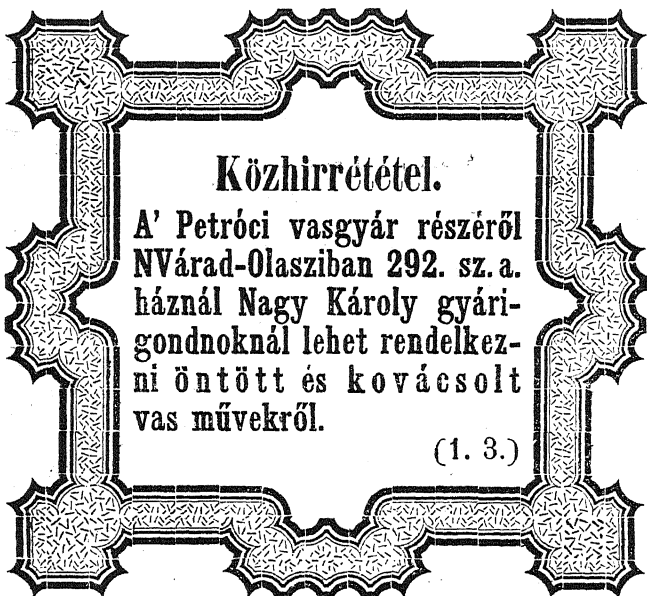 Közhirrététel.
A' Petróci vasgyár részéről
NVárad-Olasziban 292. sz. a.
háznál Nagy Károly gyári-
gondnoknál lehet rendelkez-
ni öntött és kovácsolt
vas művekről.
(1. 3.)